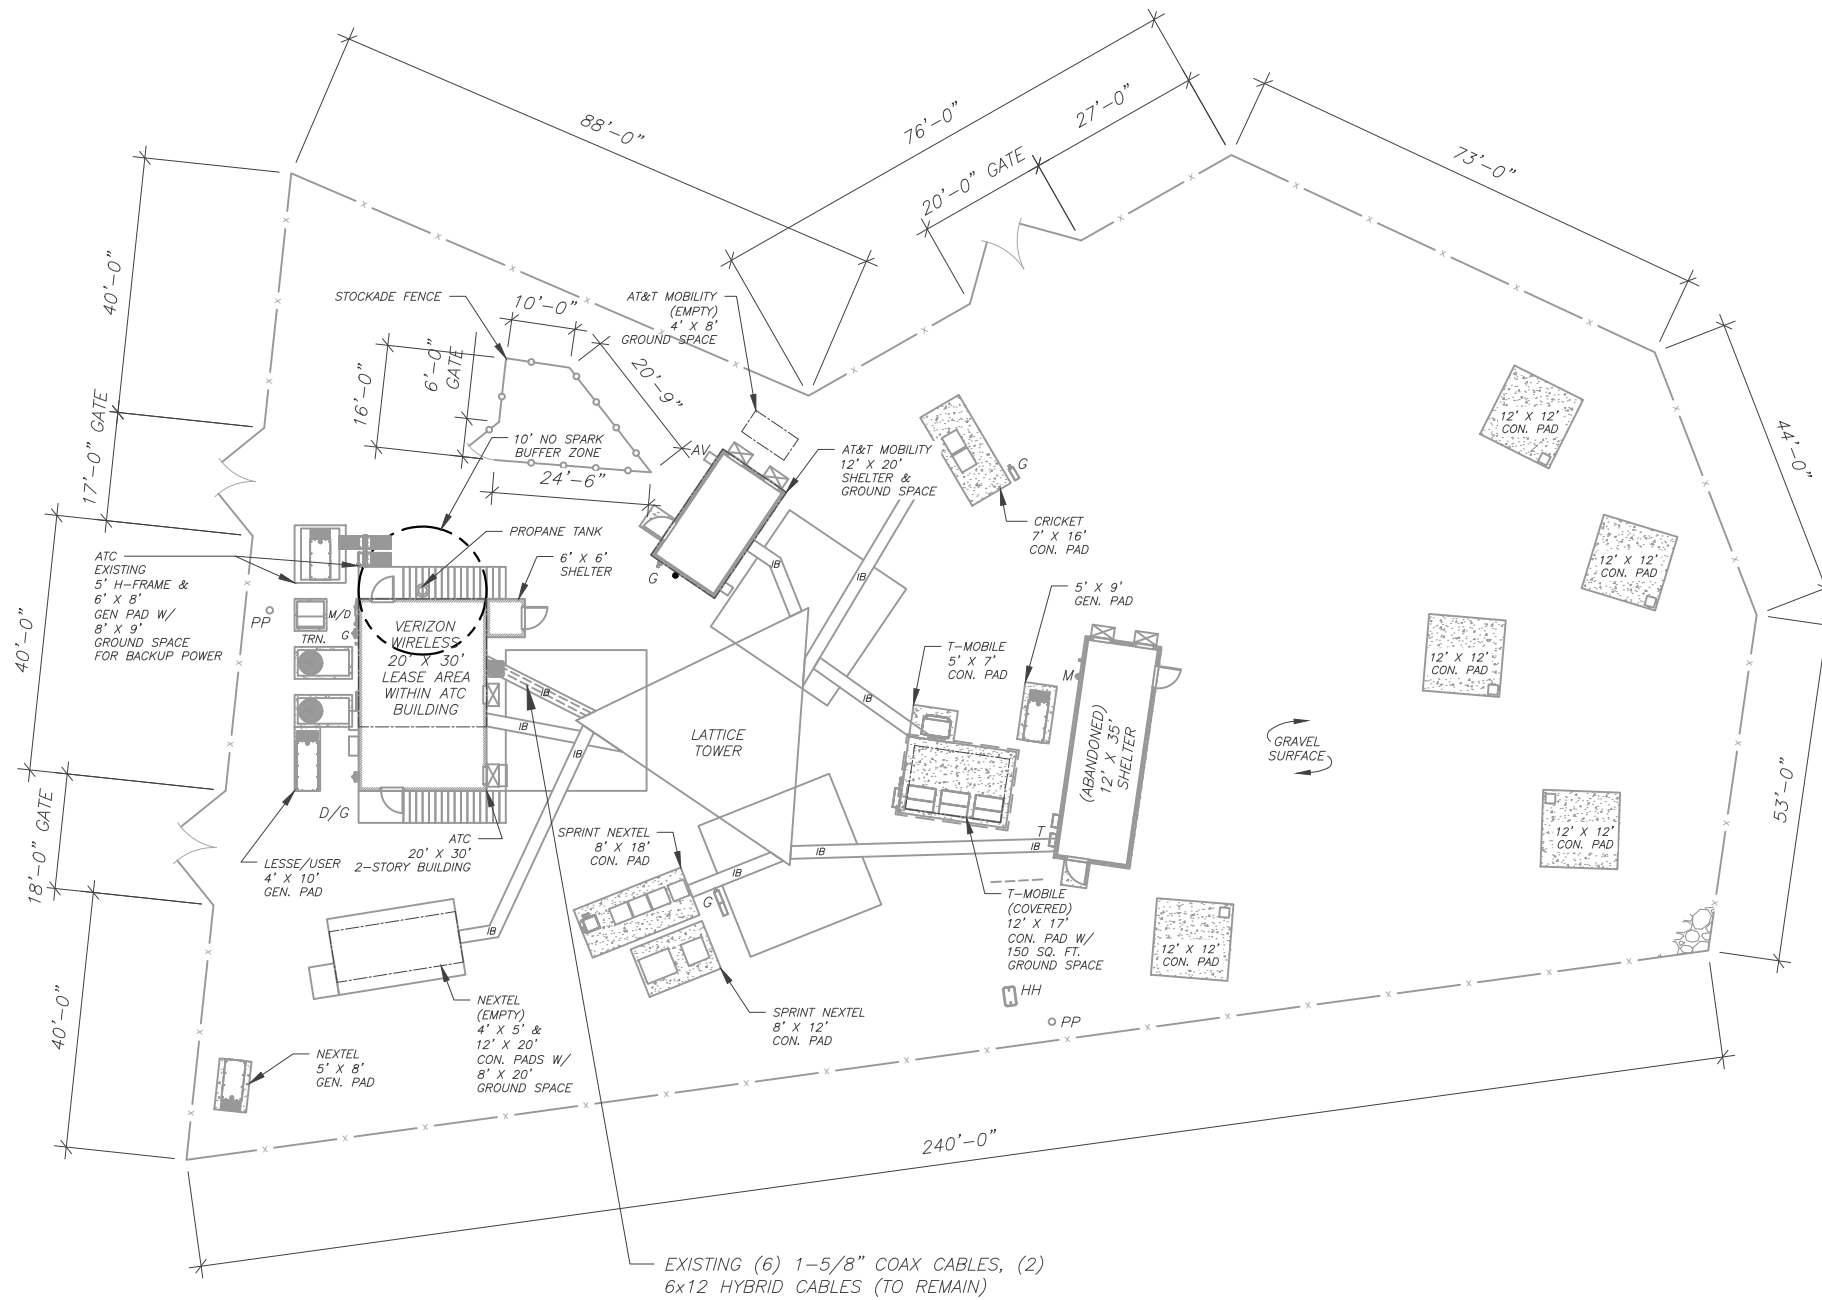 88'-0"
76'-0"
27'-0"
20'-0" GATE
73'-0"
44'-0"
53'-0"
240'-0"
40'-0"
17'-0" GATE
40'-0"
18'-0" GATE
40'-0"
STOCKADE FENCE
10'-0"
6'-0"
GATE
16'-0"
20'-9"
24'-6"
10' NO SPARK
BUFFER ZONE
AT&T MOBILITY
(EMPTY)
4' X 8'
GROUND SPACE
AV
AT&T MOBILITY
12' X 20'
SHELTER &
GROUND SPACE
G
G
CRICKET
7' X 16'
CON. PAD
PROPANE TANK
6' X 6'
SHELTER
ATC
EXISTING
5' H-FRAME &
6' X 8'
GEN PAD W/
8' X 9'
GROUND SPACE
FOR BACKUP POWER
PP
M/D
TRN.
G
VERIZON
WIRELESS
20' X 30'
LEASE AREA
WITHIN ATC
BUILDING
D/G
ATC
20' X 30'
2-STORY BUILDING
LESSE/USER
4' X 10'
GEN. PAD
IB
IB
IB
IB
IB
IB
IB
IB
LATTICE
TOWER
5' X 9'
GEN. PAD
T-MOBILE
5' X 7'
CON. PAD
M
T
(ABANDONED)
12' X 35'
SHELTER
T-MOBILE
(COVERED)
12' X 17'
CON. PAD W/
150 SQ. FT.
GROUND SPACE
GRAVEL
SURFACE
12' X 12'
CON. PAD
12' X 12'
CON. PAD
12' X 12'
CON. PAD
12' X 12'
CON. PAD
12' X 12'
CON. PAD
SPRINT NEXTEL
8' X 18'
CON. PAD
G
SPRINT NEXTEL
8' X 12'
CON. PAD
NEXTEL
(EMPTY)
4' X 5' &
12' X 20'
CON. PADS W/
8' X 20'
GROUND SPACE
NEXTEL
5' X 8'
GEN. PAD
HH
PP
EXISTING (6) 1-5/8" COAX CABLES, (2)
6x12 HYBRID CABLES (TO REMAIN)